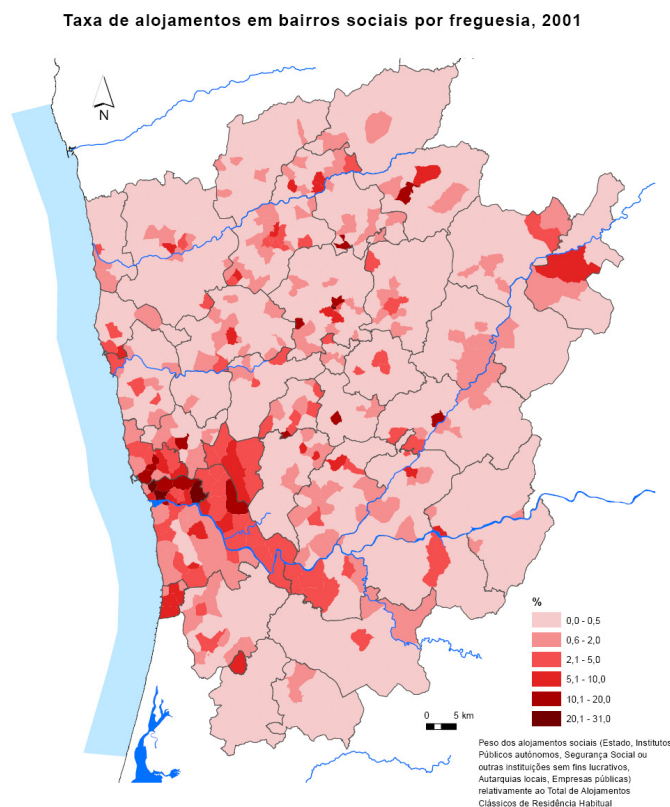 Taxa de alojamentos em bairros sociais por freguesia, 2001
N
%
0,0 - 0,5
0,6 - 2,0
2,1 - 5,0
5,1 - 10,0
10,1 - 20,0
20,1 - 31,0
0 5 km
Peso dos alojamentos sociais (Estado, Institutos
Públicos autónomos, Segurança Social ou
outras instituições sem fins lucrativos,
Autarquias locais, Empresas públicas)
relativamente ao Total de Alojamentos
Clássicos de Residência Habitual